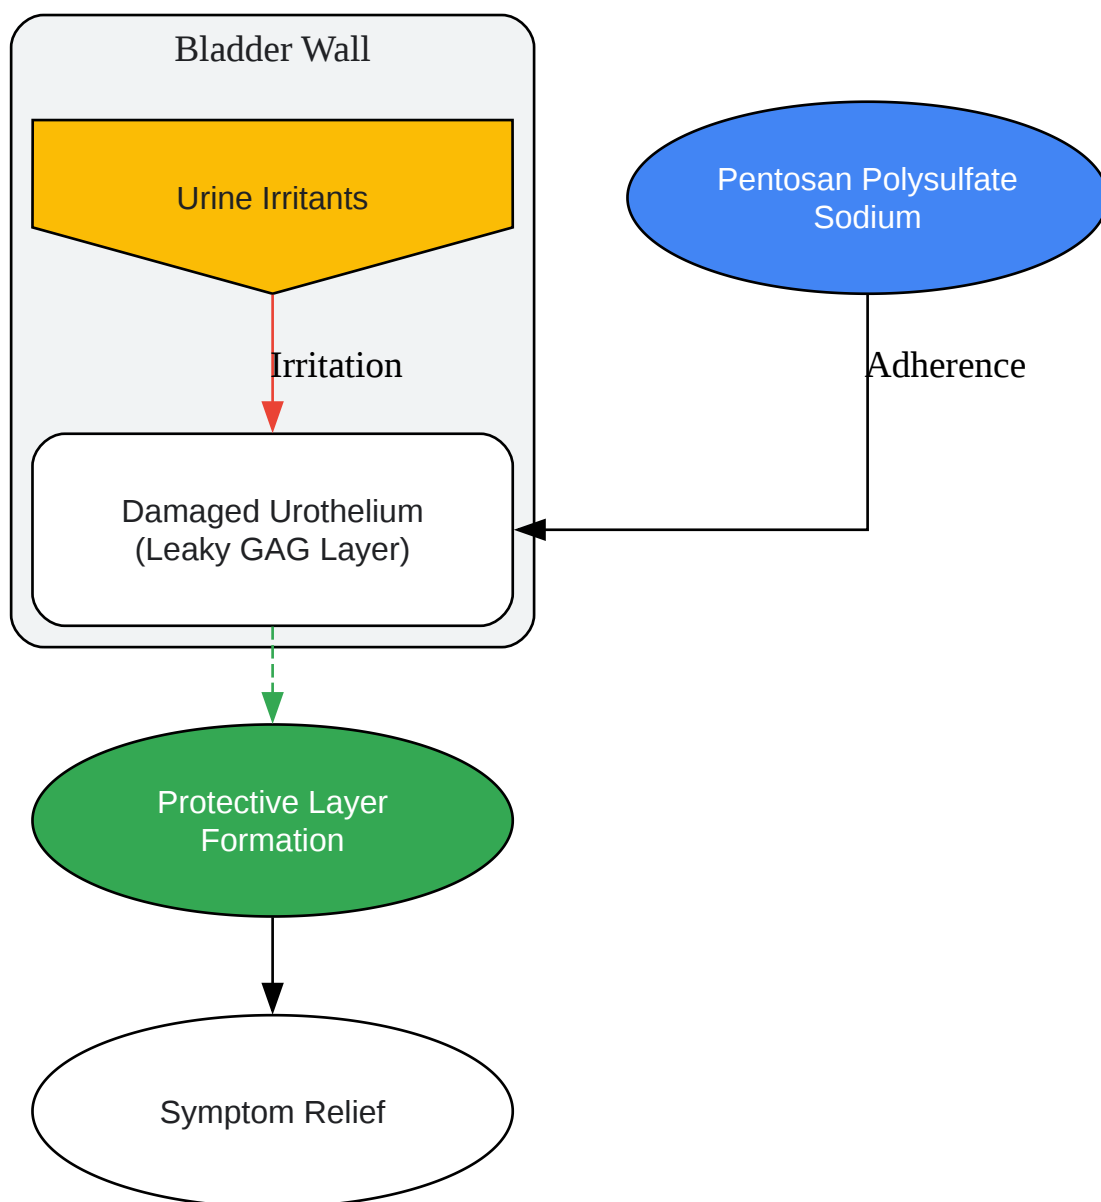 Bladder Wall
Urine Irritants
Pentosan Polysulfate
Sodium
Irritation
Adherence
Damaged Urothelium
(Leaky GAG Layer)
Protective Layer
Formation
Symptom Relief